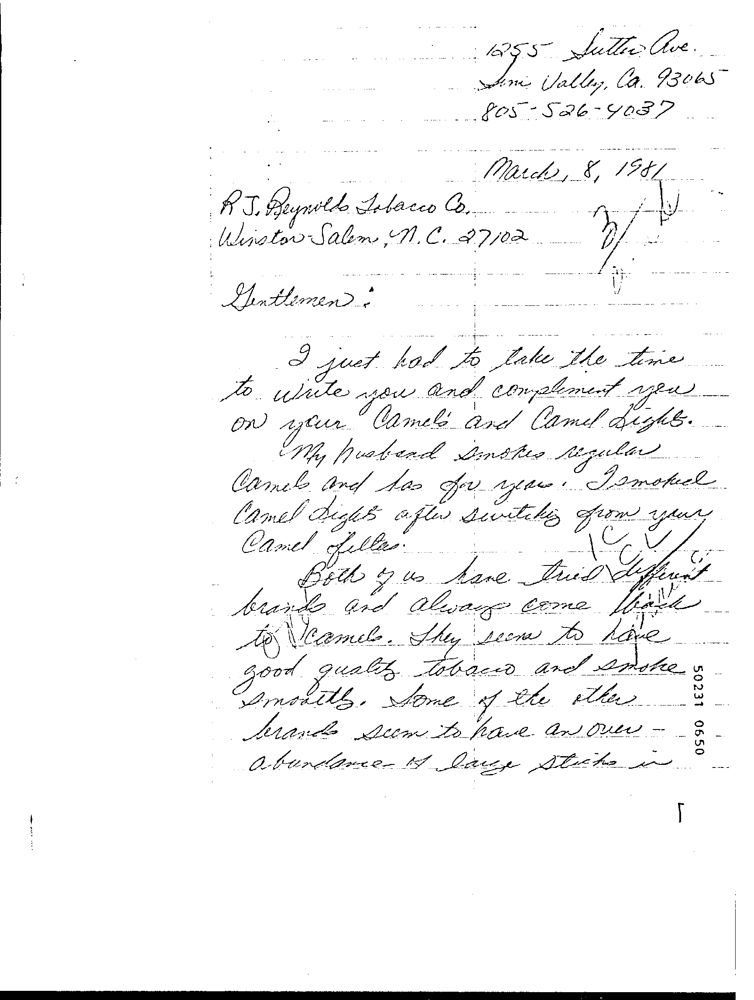 1255 Sutter Ave.
Simi Valley, Ca. 93065
805-526-4037
March, 8, 1981
R J. Reynolds Tobacco Co.
Winston-Salem, N.C. 27102
Gentlemen:
I just had to take the time
to write you and compliment you
on your Camel's and Camel Lights.
My husband smokes regular
Camels and has for years. I smoked
Camel Lights after switching from your
Camel filters.
Both of us have tried different
brands and always come back
to camels. They seem to have
good quality tobacco and smoke
smoothly. Some of the other
brands seem to have an over-
abundance of large sticks in
50231 0650